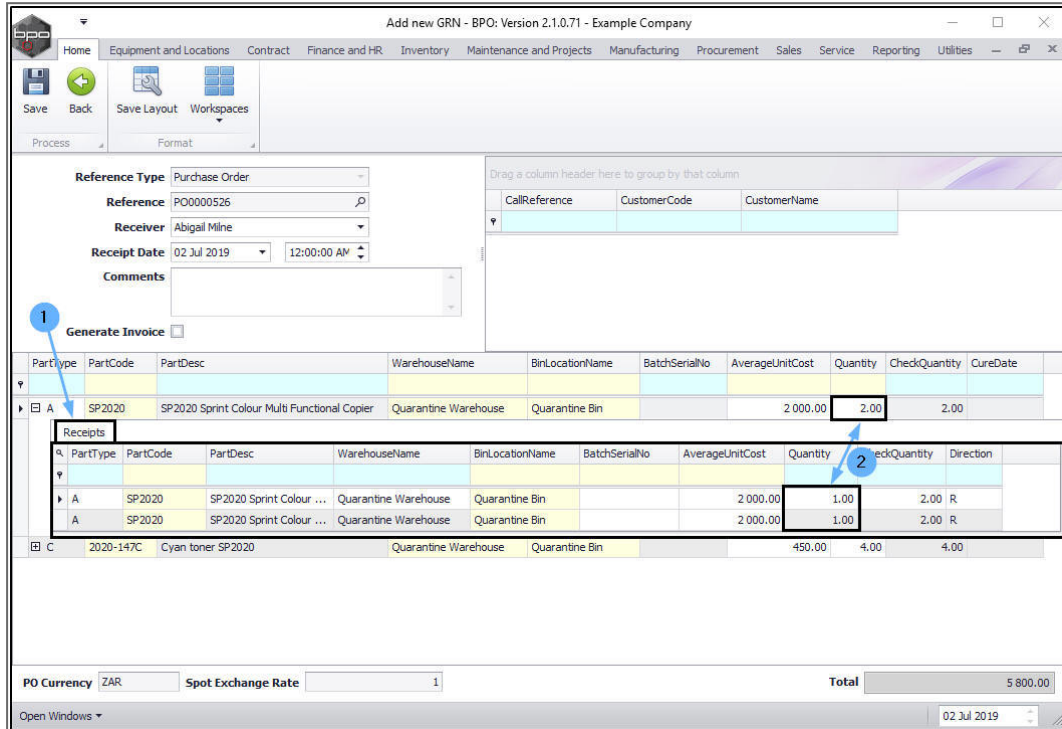 Add new GRN - BPO: Version 2.1.0.71 - Example Company
bpo
Home Equipment and Locations Contract Finance and HR Inventory Maintenance and Projects Manufacturing Procurement Sales Service Reporting Utilities
Save Back Save Layout Workspaces
Process Format
Reference Type Purchase Order
Reference PO0000526
Receiver Abigail Milne
Receipt Date 02 Jul 2019 12:00:00 AM
Comments
Generate Invoice
Drag a column header here to group by that column
CallReference CustomerCode CustomerName
1
PartType PartCode PartDesc WarehouseName BinLocationName BatchSerialNo AverageUnitCost Quantity CheckQuantity CureDate
A SP2020 SP2020 Sprint Colour Multi Functional Copier Quarantine Warehouse Quarantine Bin 2 000.00 2.00 2.00
Receipts
2
PartType PartCode PartDesc WarehouseName BinLocationName BatchSerialNo AverageUnitCost Quantity eckQuantity Direction
A SP2020 SP2020 Sprint Colour ... Quarantine Warehouse Quarantine Bin 2 000.00 1.00 2.00 R
A SP2020 SP2020 Sprint Colour ... Quarantine Warehouse Quarantine Bin 2 000.00 1.00 2.00 R
C 2020-147C Cyan toner SP2020 Quarantine Warehouse Quarantine Bin 450.00 4.00 4.00
PO Currency ZAR Spot Exchange Rate 1 Total 5 800.00
Open Windows 02 Jul 2019